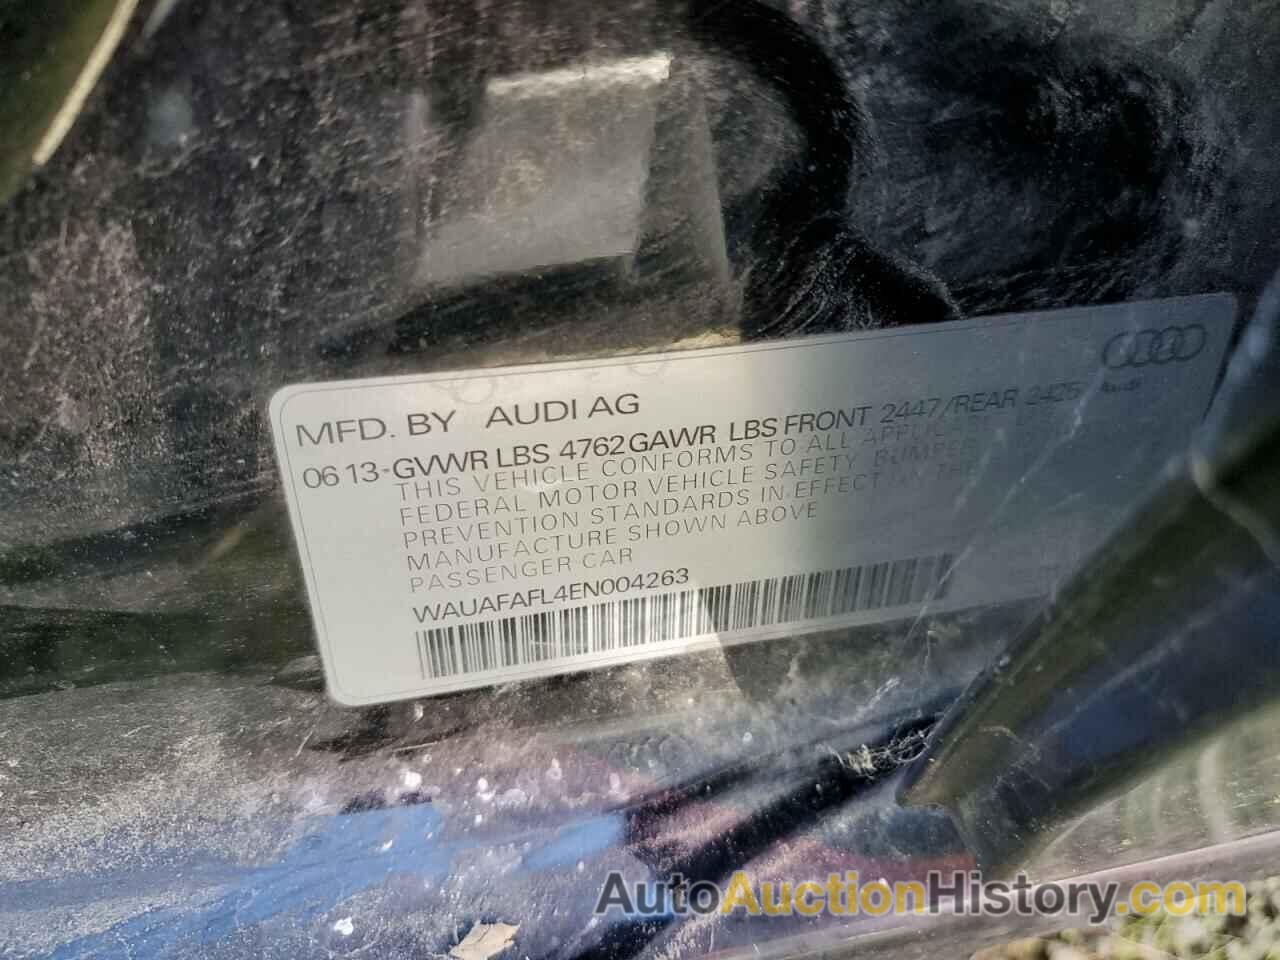 MFD. BY AUDI AG
06 13-GVWR LBS 4762 GAWR LBS FRONT 2447/REAR 2425
Audi
THIS VEHICLE CONFORMS TO ALL
FEDERAL MOTOR VEHICLE SAFETY, BUMPER
PREVENTION STANDARDS IN EFFECT ON THE
MANUFACTURE SHOWN ABOVE
PASSENGER CAR
WAUAFAFL4EN004263
AutoAuctionHistory.com